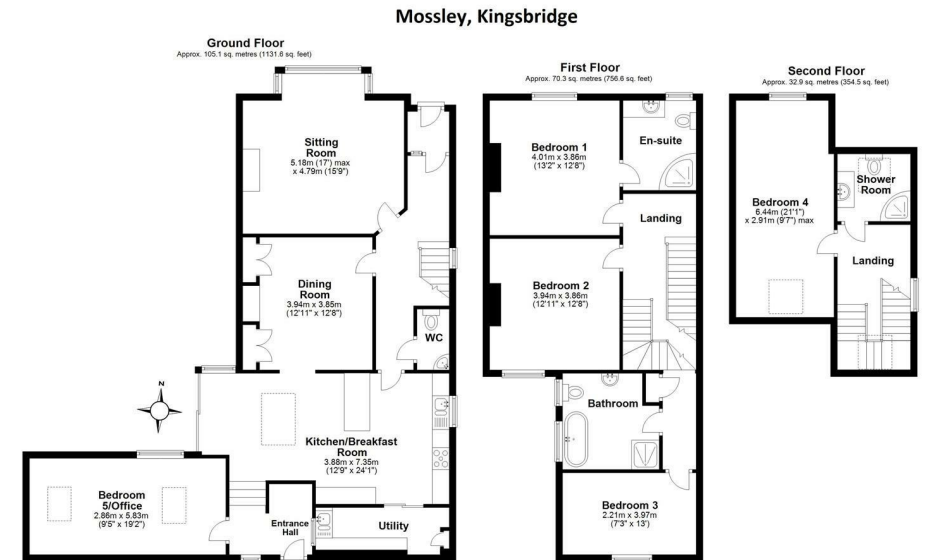 Mossley, Kingsbridge
Ground Floor
Approx. 105.1 sq. metres (1131.6 sq. feet)
Sitting
Room
5.18m (17') max
x 4.79m (15'9")
Dining
Room
3.94m x 3.85m
(12'11" x 12'8")
WC
N
Kitchen/Breakfast
Room
3.88m x 7.35m
(12'9" x 24'1")
Bedroom
5/Office
2.86m x 5.83m
(9'5" x 19'2")
Entrance
Hall
Utility
First Floor
Approx. 70.3 sq. metres (756.6 sq. feet)
Bedroom 1
4.01m x 3.86m
(13'2" x 12'8")
En-suite
Landing
Bedroom 2
3.94m x 3.86m
(12'11" x 12'8")
Bathroom
Bedroom 3
2.21m x 3.97m
(7'3" x 13')
Second Floor
Approx. 32.9 sq. metres (354.5 sq. feet)
Shower
Room
Bedroom 4
6.44m (21'1")
x 2.91m (9'7") max
Landing